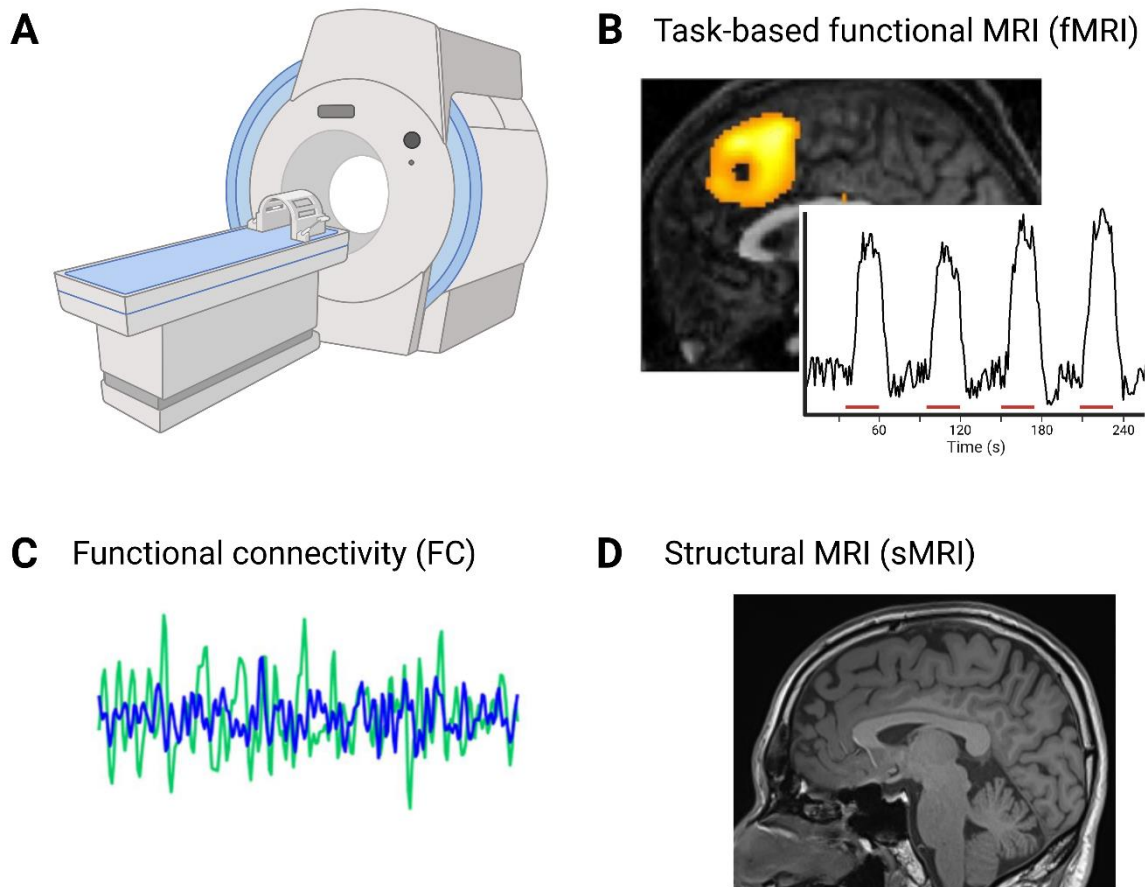 A
B Task-based functional MRI (fMRI)
60 120 180 240
Time (s)
C Functional connectivity (FC)
D Structural MRI (sMRI)